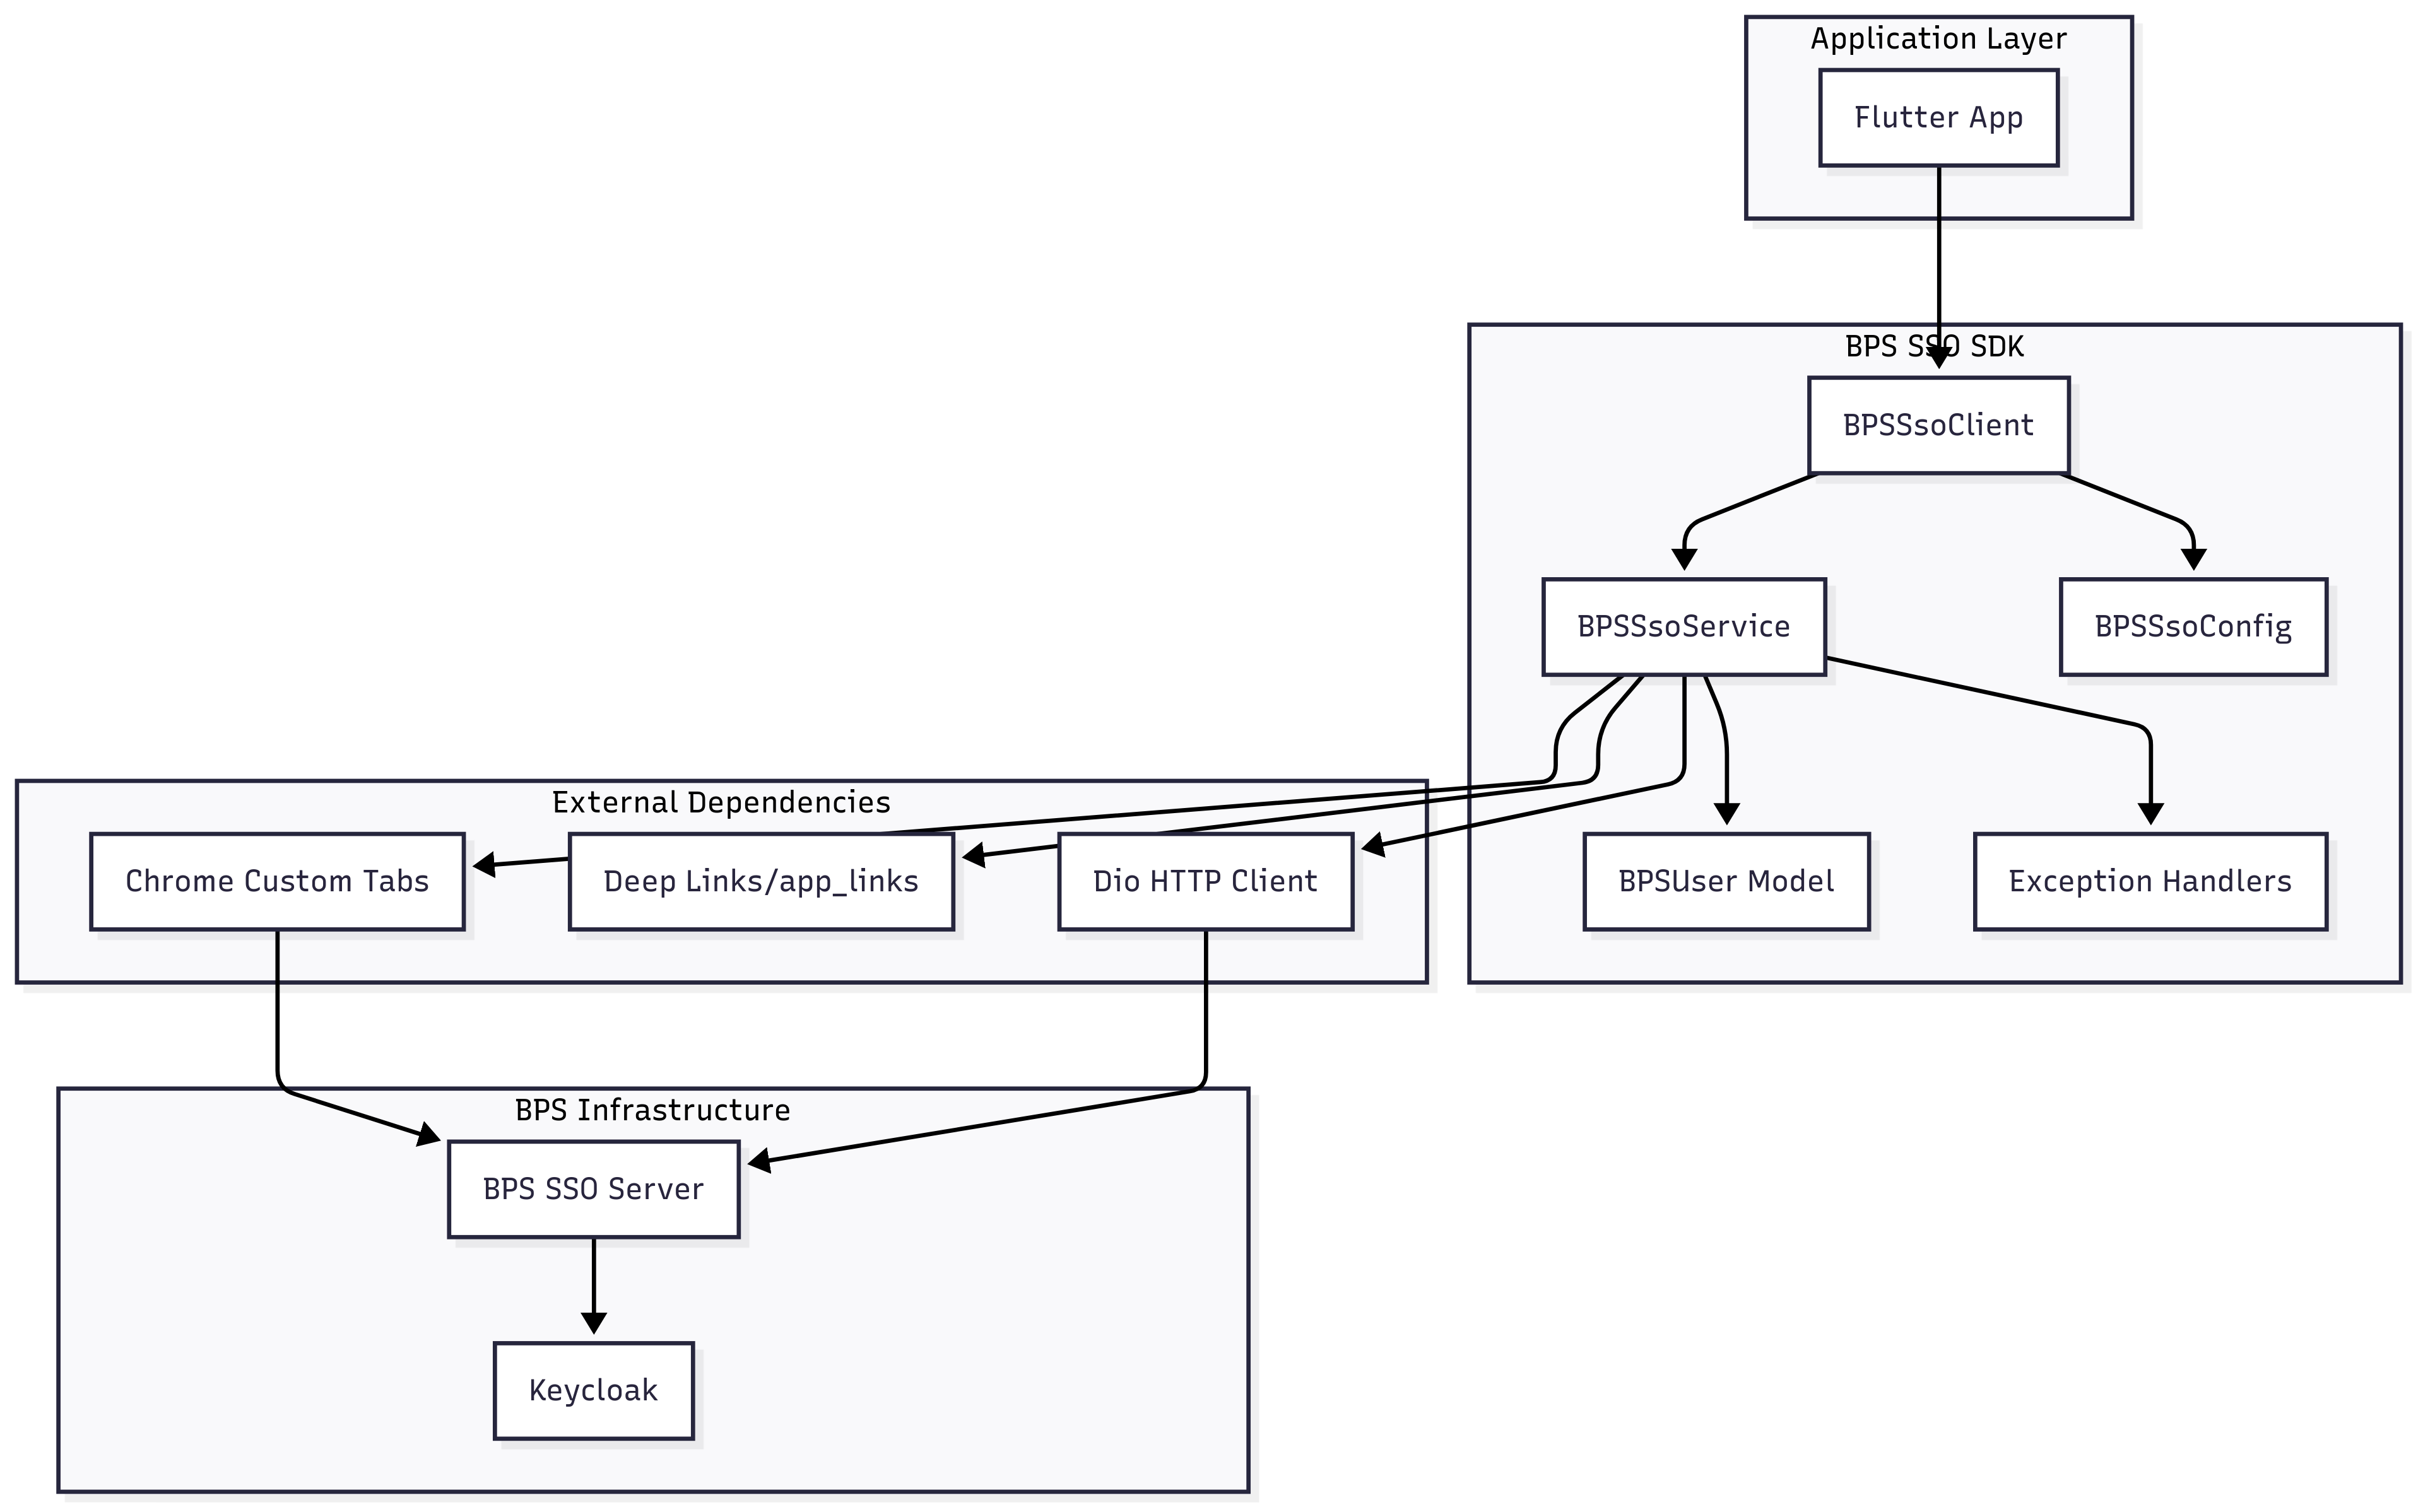 Application Layer
Flutter App
BPS SSO SDK
BPSSsoClient
BPSSsoService
BPSSsoConfig
External Dependencies
Chrome Custom Tabs
Deep Links/app_links
Dio HTTP Client
BPSUser Model
Exception Handlers
BPS Infrastructure
BPS SSO Server
Keycloak